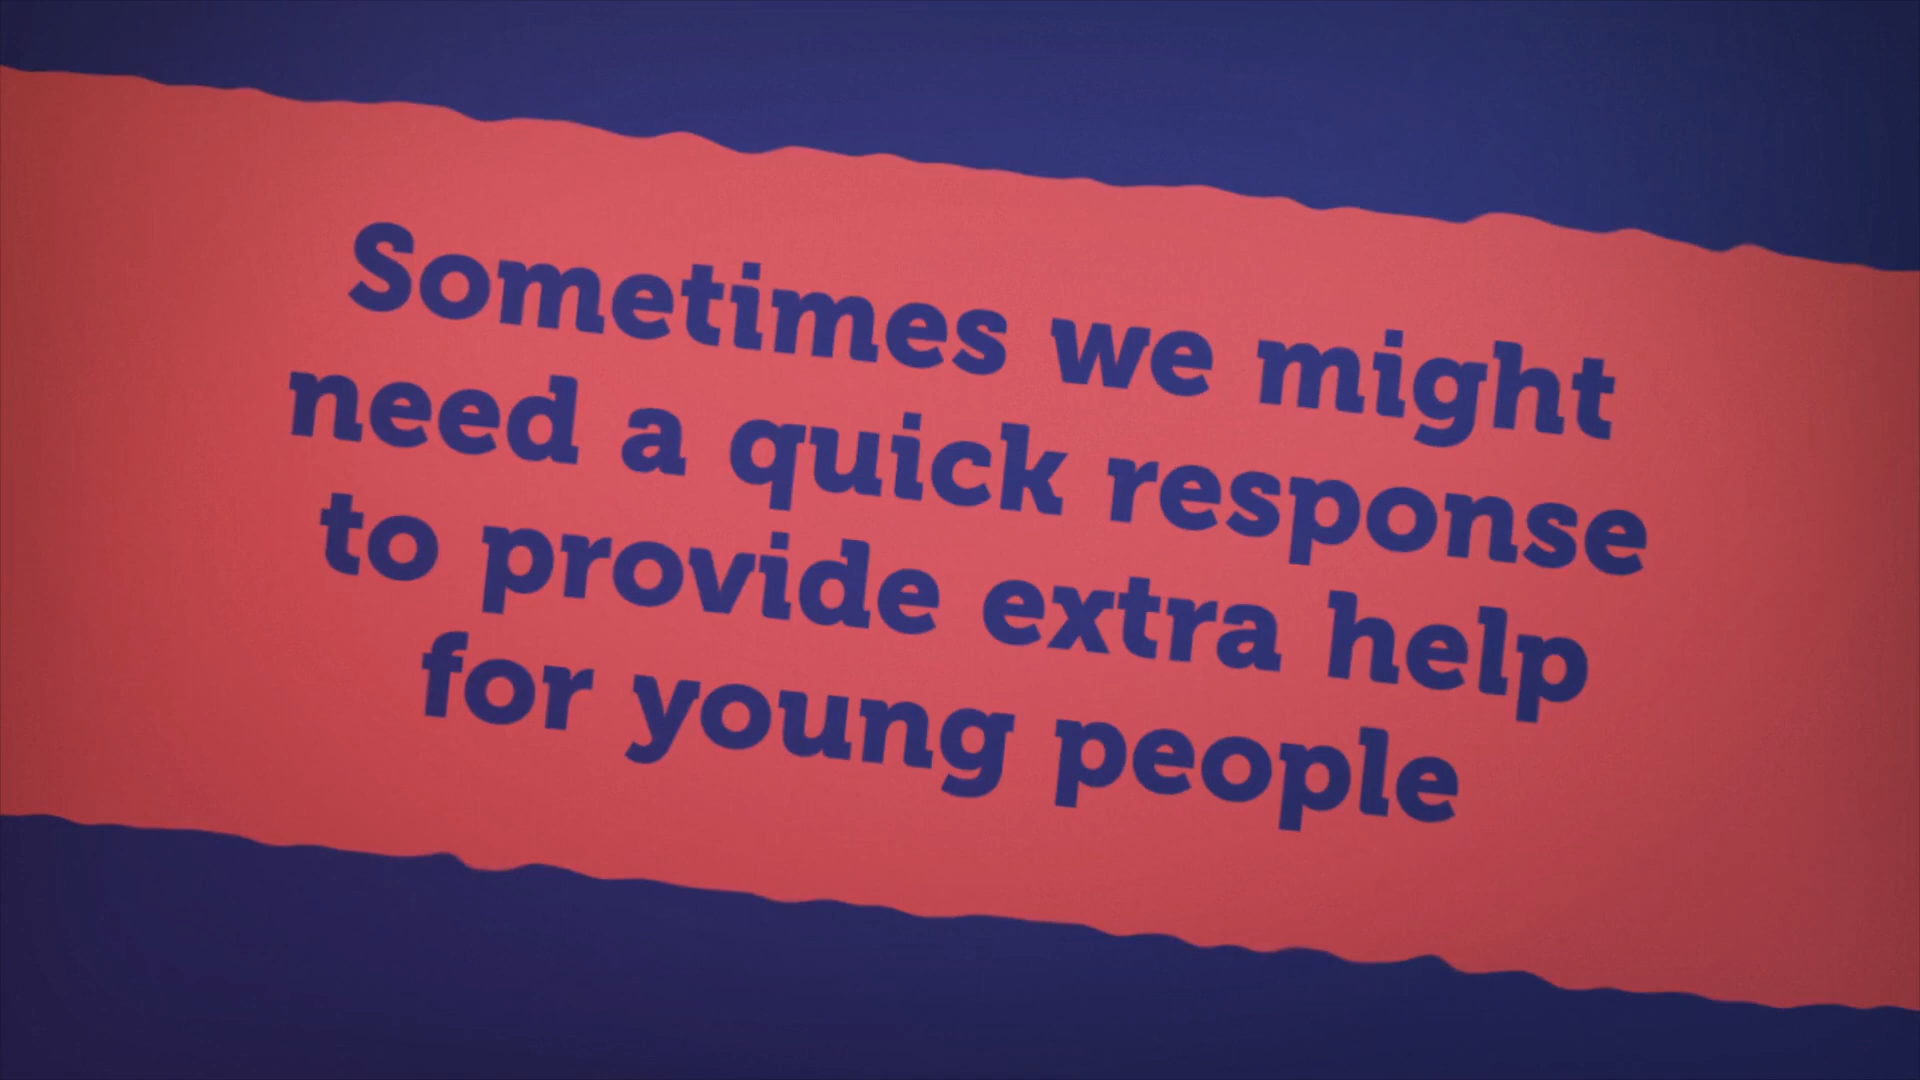 Sometimes we might
need a quick response
to provide extra help
for young people